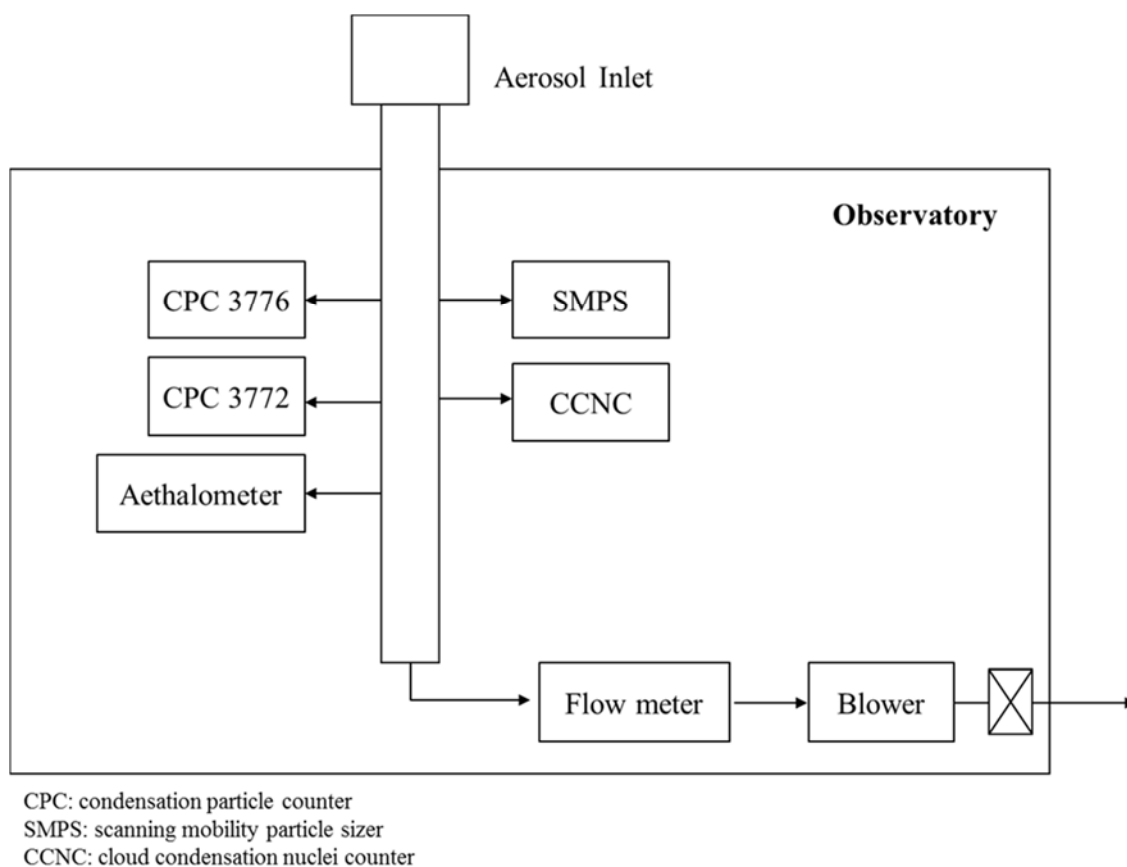 Aerosol Inlet
Observatory
CPC 3776
SMPS
CPC 3772
CCNC
Aethalometer
Flow meter
Blower
CPC: condensation particle counter
SMPS: scanning mobility particle sizer
CCNC: cloud condensation nuclei counter